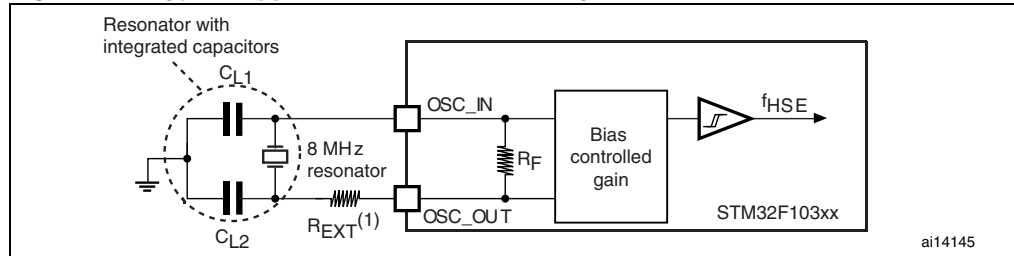 Resonator with
integrated capacitors
CL1
OSC_IN
fHSE
8 MHz
resonator
RF
Bias
controlled
gain
REXT(1)
OSC_OUT
STM32F103xx
CL2
ai14145